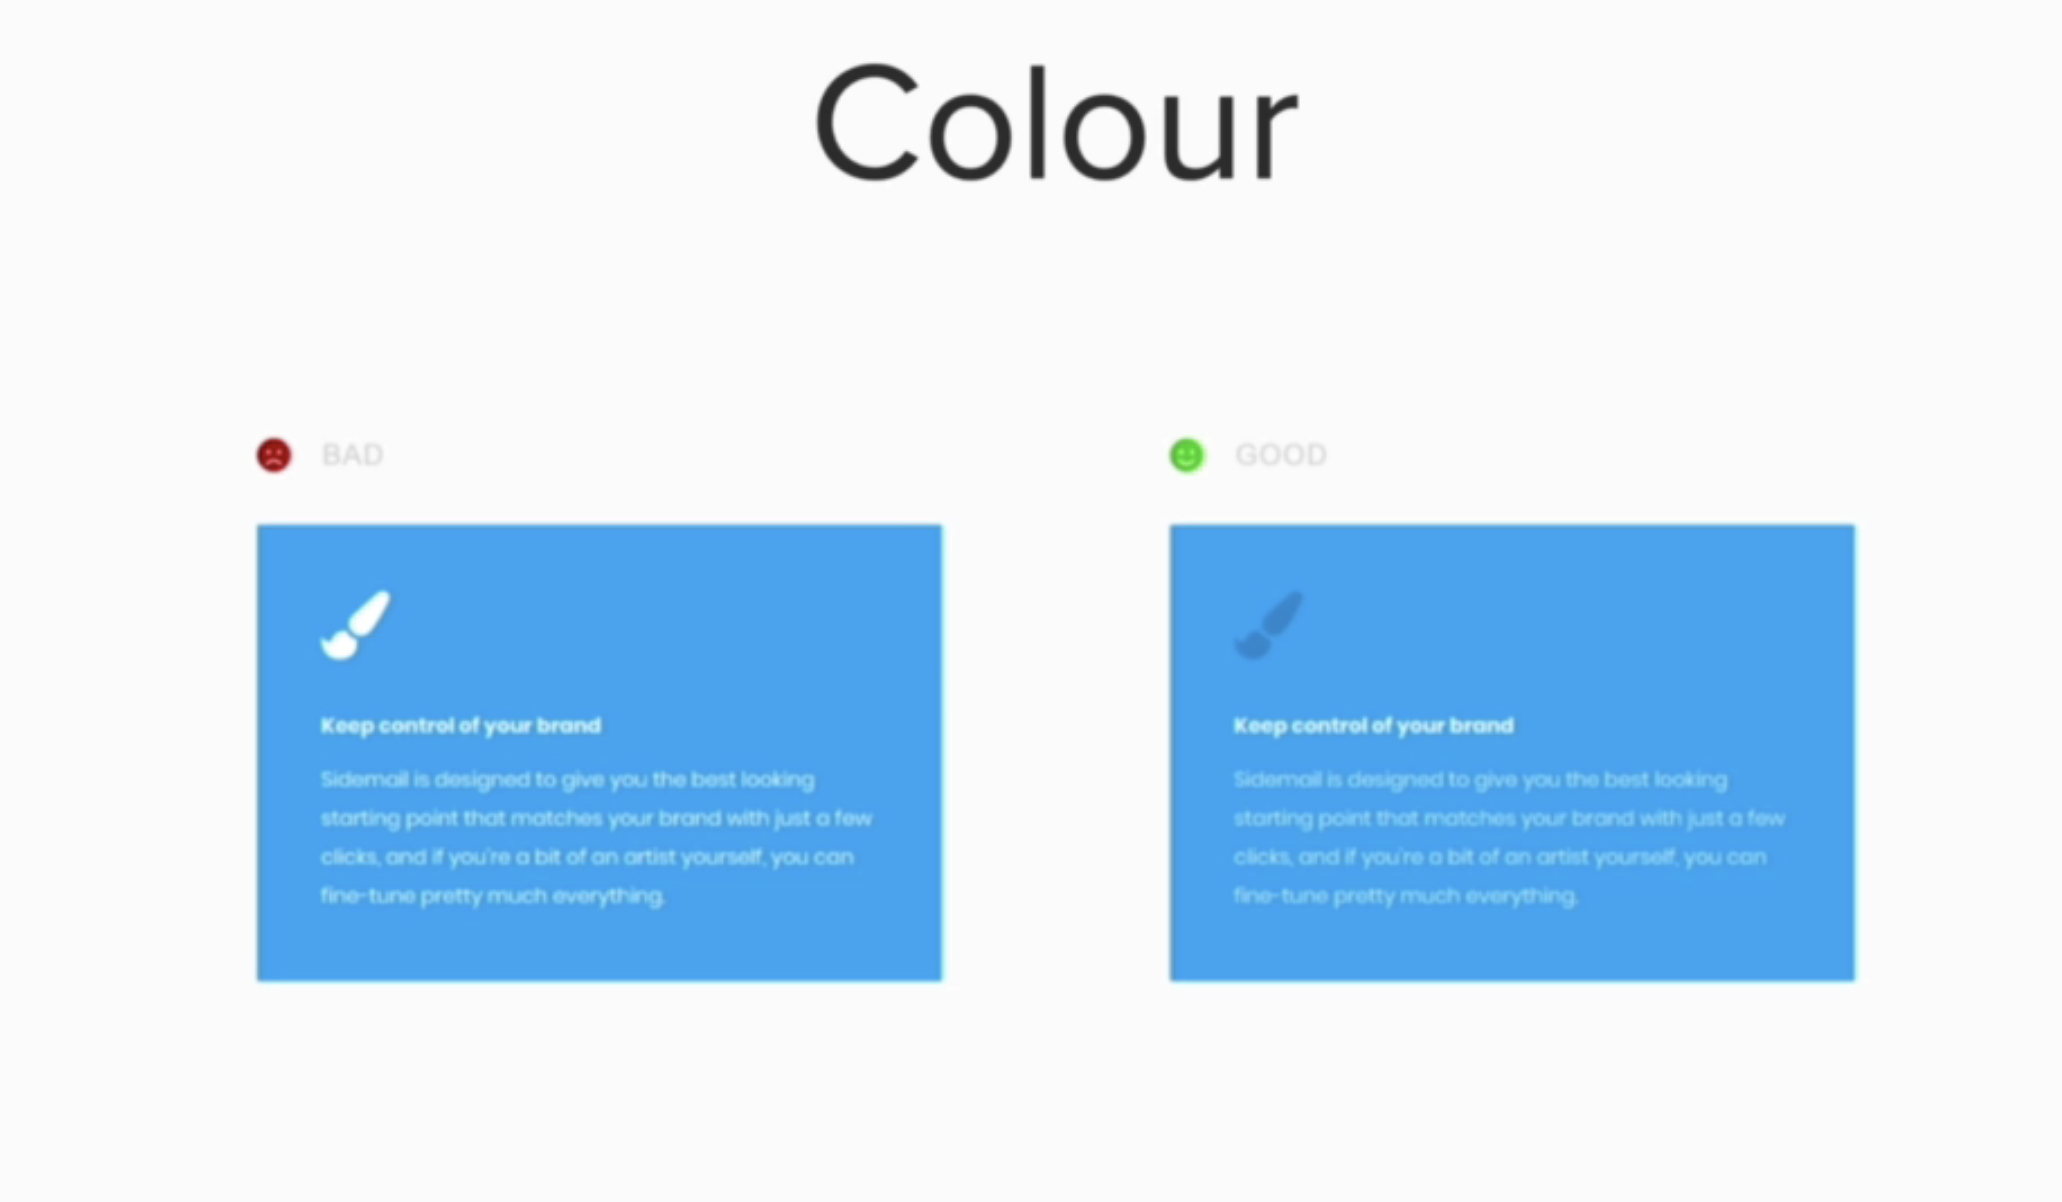 Colour
BAD
Keep control of your brand
Sidemail is designed to give you the best looking
starting point that matches your brand with just a few
clicks, and if you're a bit of an artist yourself, you can
fine-tune pretty much everything.
GOOD
Keep control of your brand
Sidemail is designed to give you the best looking
starting point that matches your brand with just a few
clicks, and if you're a bit of an artist yourself, you can
fine-tune pretty much everything.